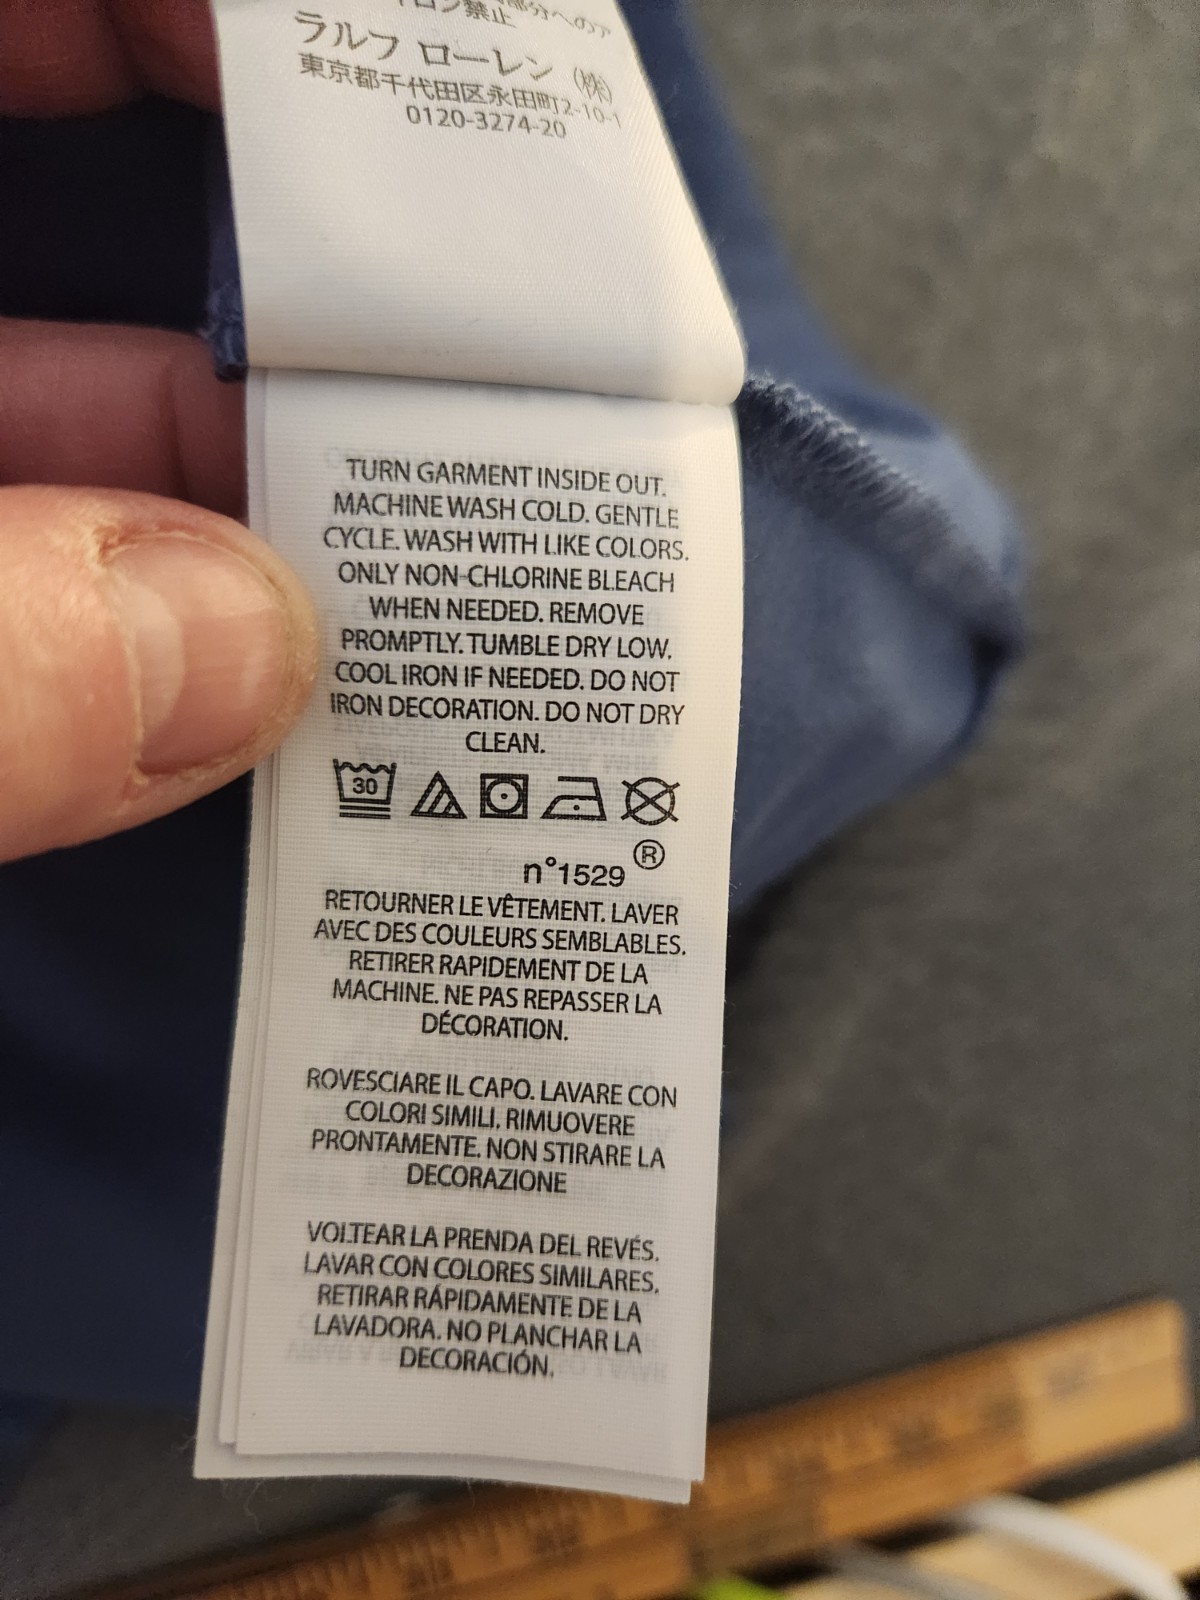 イロン禁止
ラルフ ローレン (株)
東京都千代田区永田町2-10-1
0120-3274-20
TURN GARMENT INSIDE OUT.
MACHINE WASH COLD. GENTLE
CYCLE. WASH WITH LIKE COLORS.
ONLY NON-CHLORINE BLEACH
WHEN NEEDED. REMOVE
PROMPTLY. TUMBLE DRY LOW.
COOL IRON IF NEEDED. DO NOT
IRON DECORATION. DO NOT DRY
CLEAN.
30
®
n°1529
RETOURNER LE VÊTEMENT. LAVER
AVEC DES COULEURS SEMBLABLES.
RETIRER RAPIDEMENT DE LA
MACHINE. NE PAS REPASSER LA
DÉCORATION.
ROVESCIARE IL CAPO. LAVARE CON
COLORI SIMILI. RIMUOVERE
PRONTAMENTE. NON STIRARE LA
DECORAZIONE
VOLTEAR LA PRENDA DEL REVÉS.
LAVAR CON COLORES SIMILARES.
RETIRAR RÁPIDAMENTE DE LA
LAVADORA. NO PLANCHAR LA
DECORACIÓN.